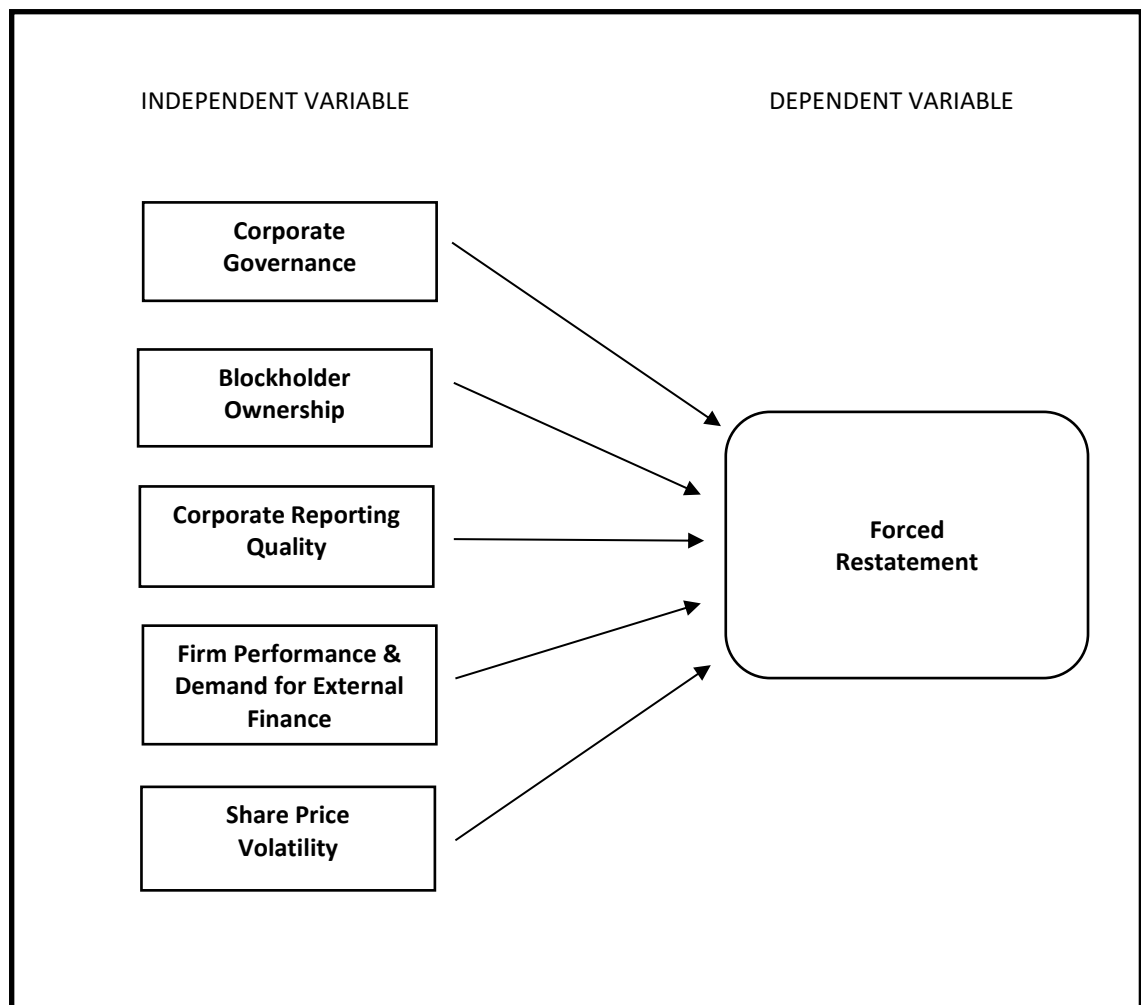 INDEPENDENT VARIABLE
DEPENDENT VARIABLE
Corporate
Governance
Blockholder
Ownership
Corporate Reporting
Quality
Forced
Restatement
Firm Performance &
Demand for External
Finance
Share Price
Volatility